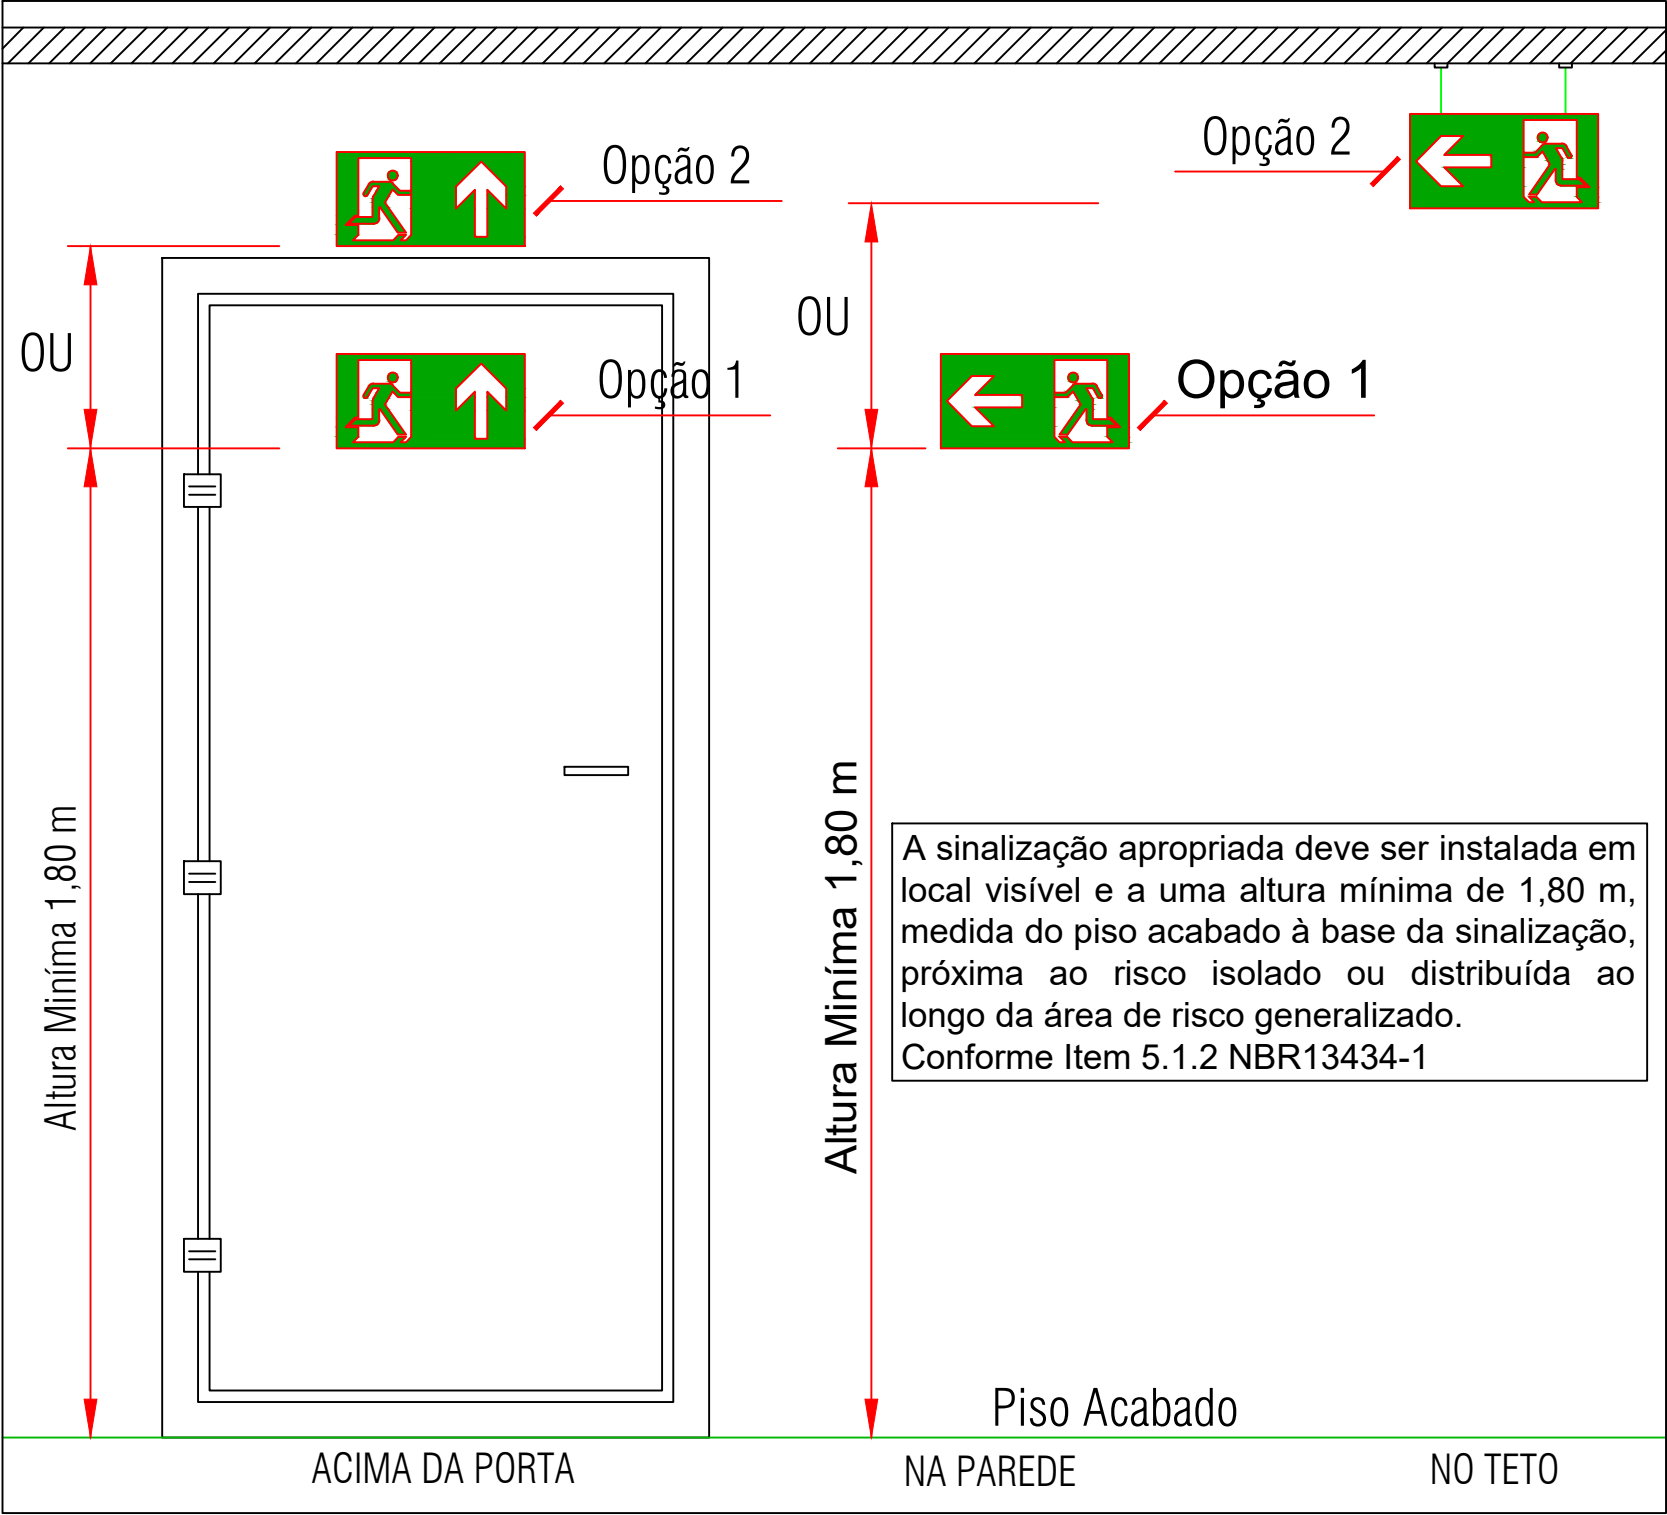 Opção 2
Opção 2
OU
OU
Opção 1
Opção 1
Altura Miníma 1,80 m
Altura Miníma 1,80 m
A sinalização apropriada deve ser instalada em
local visível e a uma altura mínima de 1,80 m,
medida do piso acabado à base da sinalização,
próxima ao risco isolado ou distribuída ao
longo da área de risco generalizado.
Conforme Item 5.1.2 NBR13434-1
Piso Acabado
ACIMA DA PORTA
NA PAREDE
NO TETO